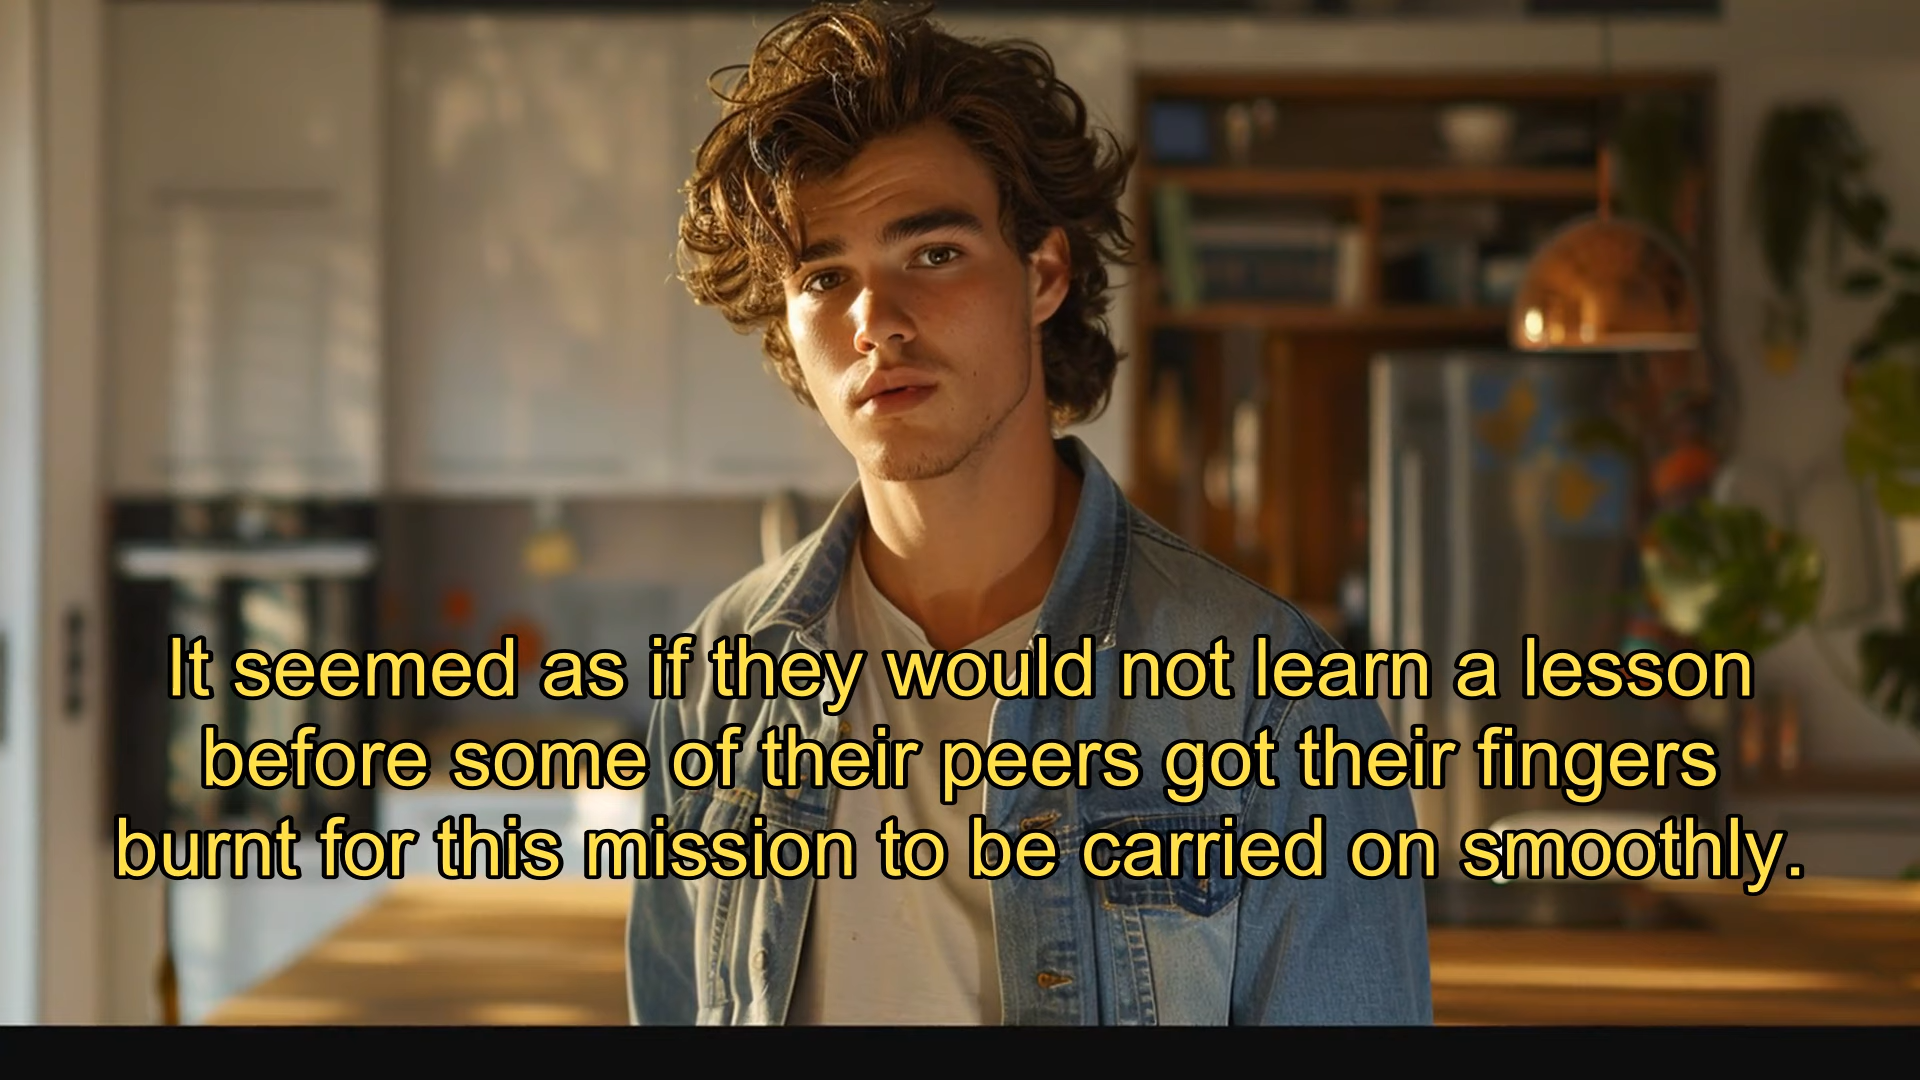 It seemed as if they would not learn a lesson
before some of their peers got their fingers
burnt for this mission to be carried on smoothly.